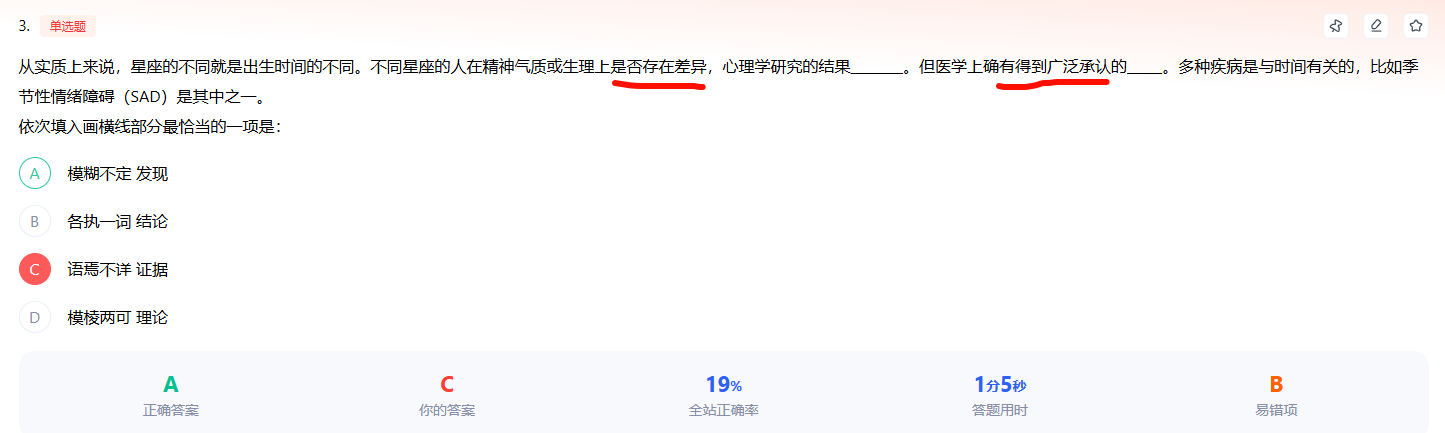 3. 单选题
从实质上来说，星座的不同就是出生时间的不同。不同星座的人在精神气质或生理上是否存在差异，心理学研究的结果______。但医学上确有得到广泛承认的____。多种疾病是与时间有关的，比如季
节性情绪障碍（SAD）是其中之一。
依次填入画横线部分最恰当的一项是：
A 模糊不定 发现
B 各执一词 结论
C 语焉不详 证据
D 模棱两可 理论
A C 19% 1分5秒 B
正确答案 你的答案 全站正确率 答题用时 易错项